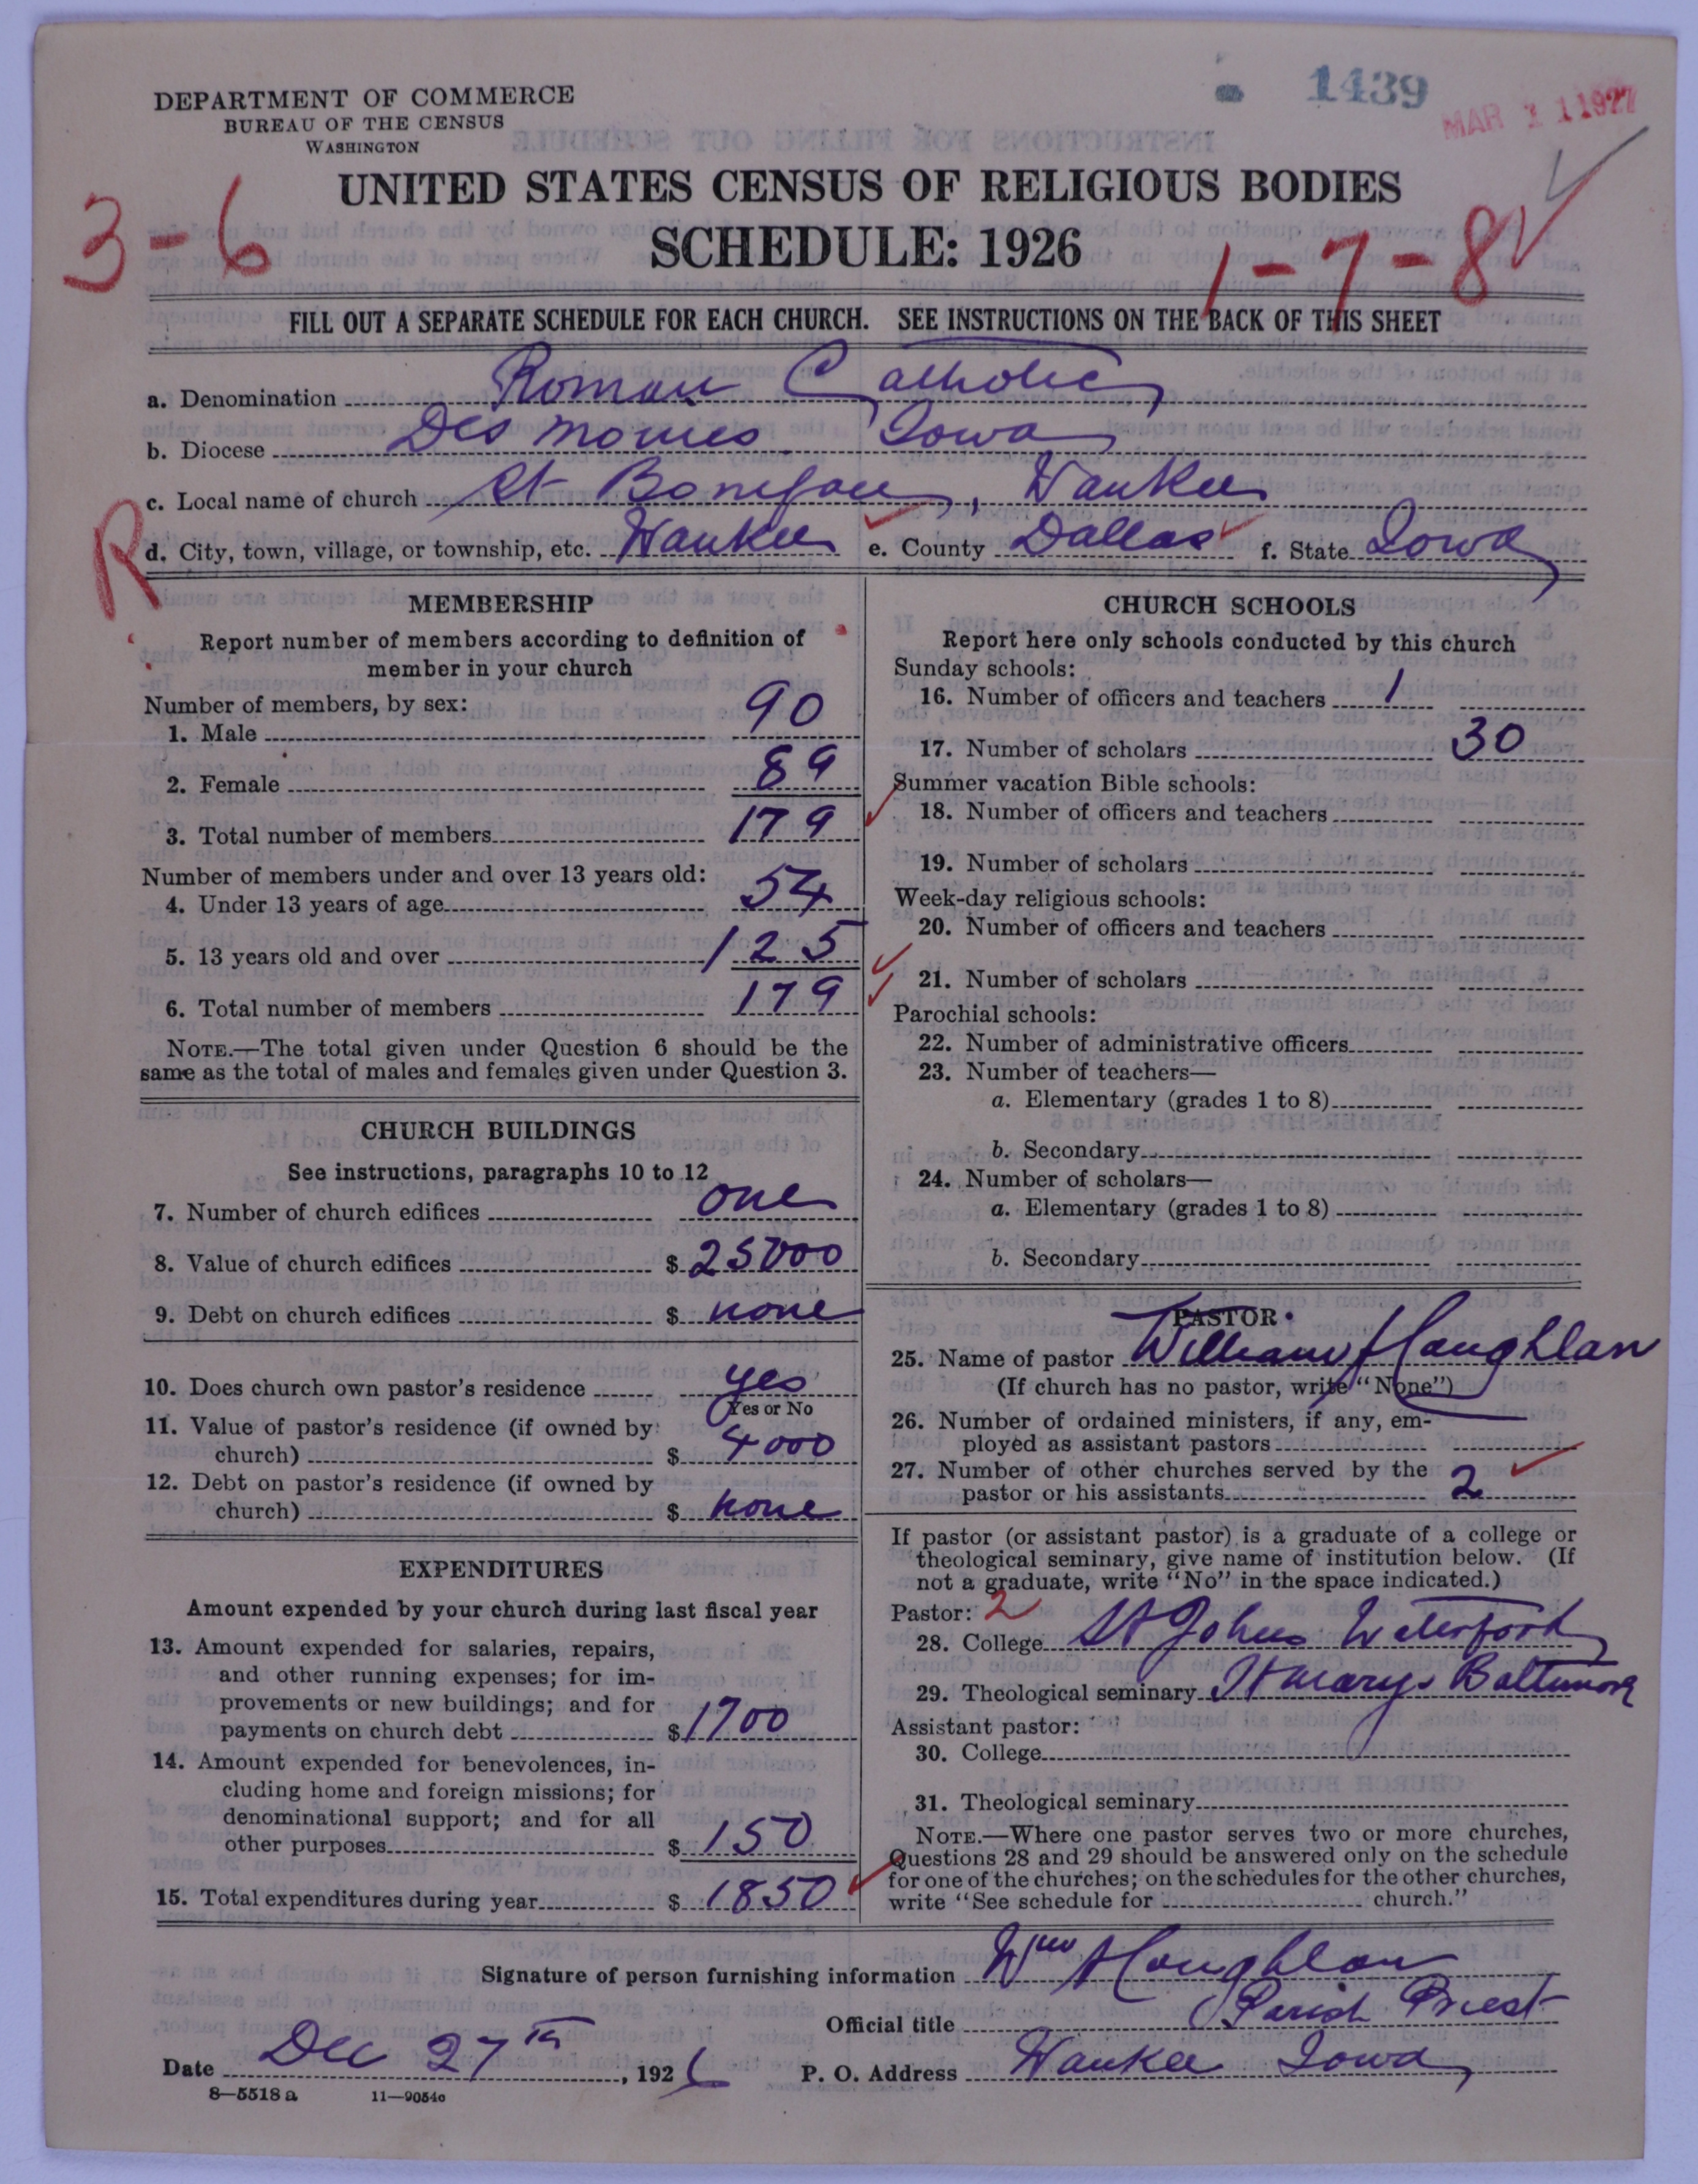 DEPARTMENT OF COMMERCE
BUREAU OF THE CENSUS
WASHINGTON
1439
MAR 11 1927
UNITED STATES CENSUS OF RELIGIOUS BODIES
SCHEDULE: 1926
3-6
1-7-8
FILL OUT A SEPARATE SCHEDULE FOR EACH CHURCH. SEE INSTRUCTIONS ON THE BACK OF THIS SHEET
a. Denomination Roman Catholic
b. Diocese Des Moines Iowa
c. Local name of church St Boniface, Waukee
R
d. City, town, village, or township, etc. Waukee e. County Dallas f. State Iowa
MEMBERSHIP
Report number of members according to definition of
member in your church
Number of members, by sex:
1. Male 90
2. Female 89
3. Total number of members 179
Number of members under and over 13 years old:
4. Under 13 years of age 54
5. 13 years old and over 125
6. Total number of members 179
NOTE.—The total given under Question 6 should be the
same as the total of males and females given under Question 3.
CHURCH BUILDINGS
See instructions, paragraphs 10 to 12
7. Number of church edifices one
8. Value of church edifices $ 25000
9. Debt on church edifices $ none
10. Does church own pastor's residence yes
Yes or No
11. Value of pastor's residence (if owned by
church) $ 4000
12. Debt on pastor's residence (if owned by
church) $ none
EXPENDITURES
Amount expended by your church during last fiscal year
13. Amount expended for salaries, repairs,
and other running expenses; for im-
provements or new buildings; and for
payments on church debt $ 1700
14. Amount expended for benevolences, in-
cluding home and foreign missions; for
denominational support; and for all
other purposes $ 150
15. Total expenditures during year $ 1850
CHURCH SCHOOLS
Report here only schools conducted by this church
Sunday schools:
16. Number of officers and teachers 1
17. Number of scholars 30
Summer vacation Bible schools:
18. Number of officers and teachers
19. Number of scholars
Week-day religious schools:
20. Number of officers and teachers
21. Number of scholars
Parochial schools:
22. Number of administrative officers
23. Number of teachers—
a. Elementary (grades 1 to 8)
b. Secondary
24. Number of scholars—
a. Elementary (grades 1 to 8)
b. Secondary
PASTOR
25. Name of pastor William Houghlan
(If church has no pastor, write "None")
26. Number of ordained ministers, if any, em-
ployed as assistant pastors
27. Number of other churches served by the
pastor or his assistants 2
If pastor (or assistant pastor) is a graduate of a college or
theological seminary, give name of institution below. (If
not a graduate, write "No" in the space indicated.)
Pastor: 2
28. College St Johns Waterford
29. Theological seminary St Marys Baltimore
Assistant pastor:
30. College
31. Theological seminary
NOTE.—Where one pastor serves two or more churches,
Questions 28 and 29 should be answered only on the schedule
for one of the churches; on the schedules for the other churches,
write "See schedule for church."
Signature of person furnishing information Wm Houghlan
Official title Parish Priest
Date Dec 27th, 1926 P. O. Address Waukee Iowa
8—5518 a 11—9054c